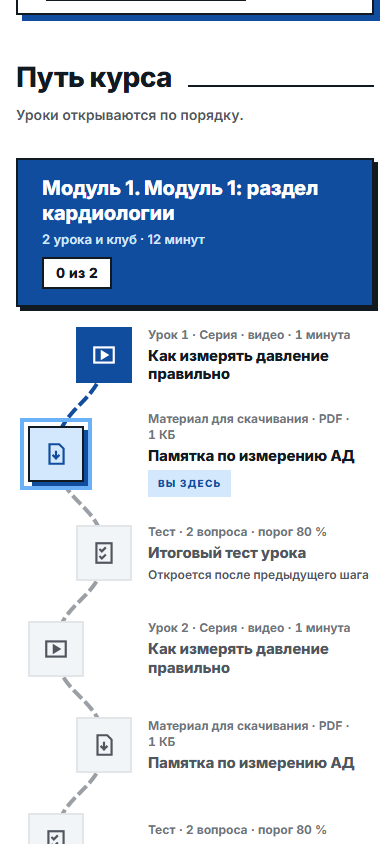 Путь курса
Уроки открываются по порядку.
Модуль 1. Модуль 1: раздел
кардиологии
2 урока и клуб · 12 минут
0 из 2
Урок 1 · Серия · видео · 1 минута
Как измерять давление
правильно
Материал для скачивания · PDF ·
1 КБ
Памятка по измерению АД
ВЫ ЗДЕСЬ
Тест · 2 вопроса · порог 80 %
Итоговый тест урока
Откроется после предыдущего шага
Урок 2 · Серия · видео · 1 минута
Как измерять давление
правильно
Материал для скачивания · PDF ·
1 КБ
Памятка по измерению АД
Тест · 2 вопроса · порог 80 %